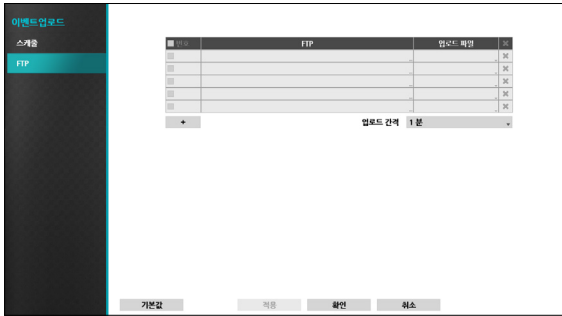 이벤트업로드
스케줄
FTP
번호 FTP 업로드 파일
+ 업로드 간격 1 분
기본값 적용 확인 취소